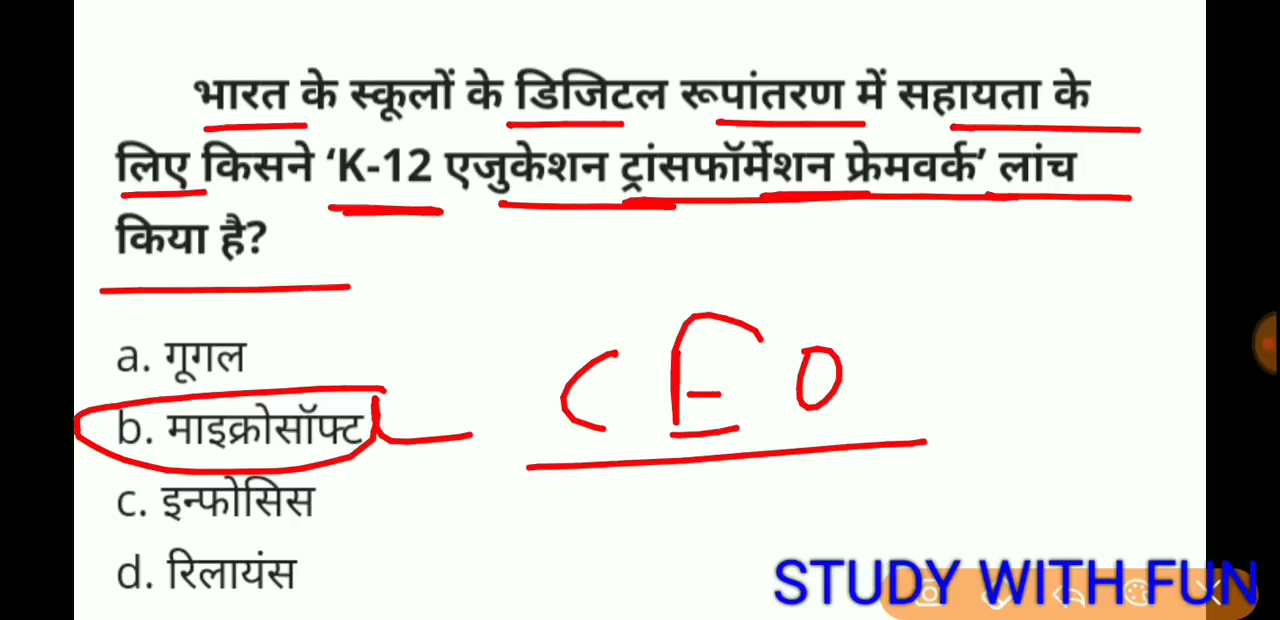 भारत के स्कूलों के डिजिटल रूपांतरण में सहायता के
लिए किसने ‘K-12 एजुकेशन ट्रांसफॉर्मेशन फ्रेमवर्क’ लांच
किया है?
a. गूगल
b. माइक्रोसॉफ्ट
CEO
c. इन्फोसिस
d. रिलायंस
STUDY WITH FUN